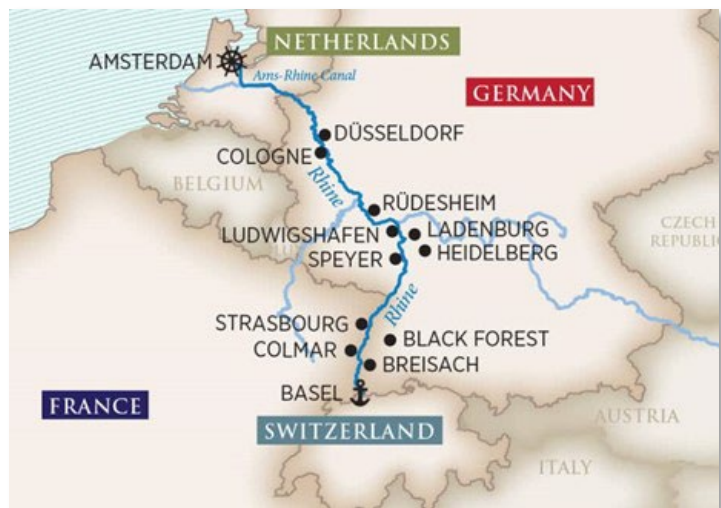 NETHERLANDS
AMSTERDAM
Ams-Rhine Canal
GERMANY
DÜSSELDORF
COLOGNE
BELGIUM
Rhine
RÜDESHEIM
CZECH
REPUBLIC
LUDWIGSHAFEN
LADENBURG
HEIDELBERG
SPEYER
Rhine
STRASBOURG
BLACK FOREST
COLMAR
BREISACH
BASEL
FRANCE
SWITZERLAND
AUSTRIA
ITALY